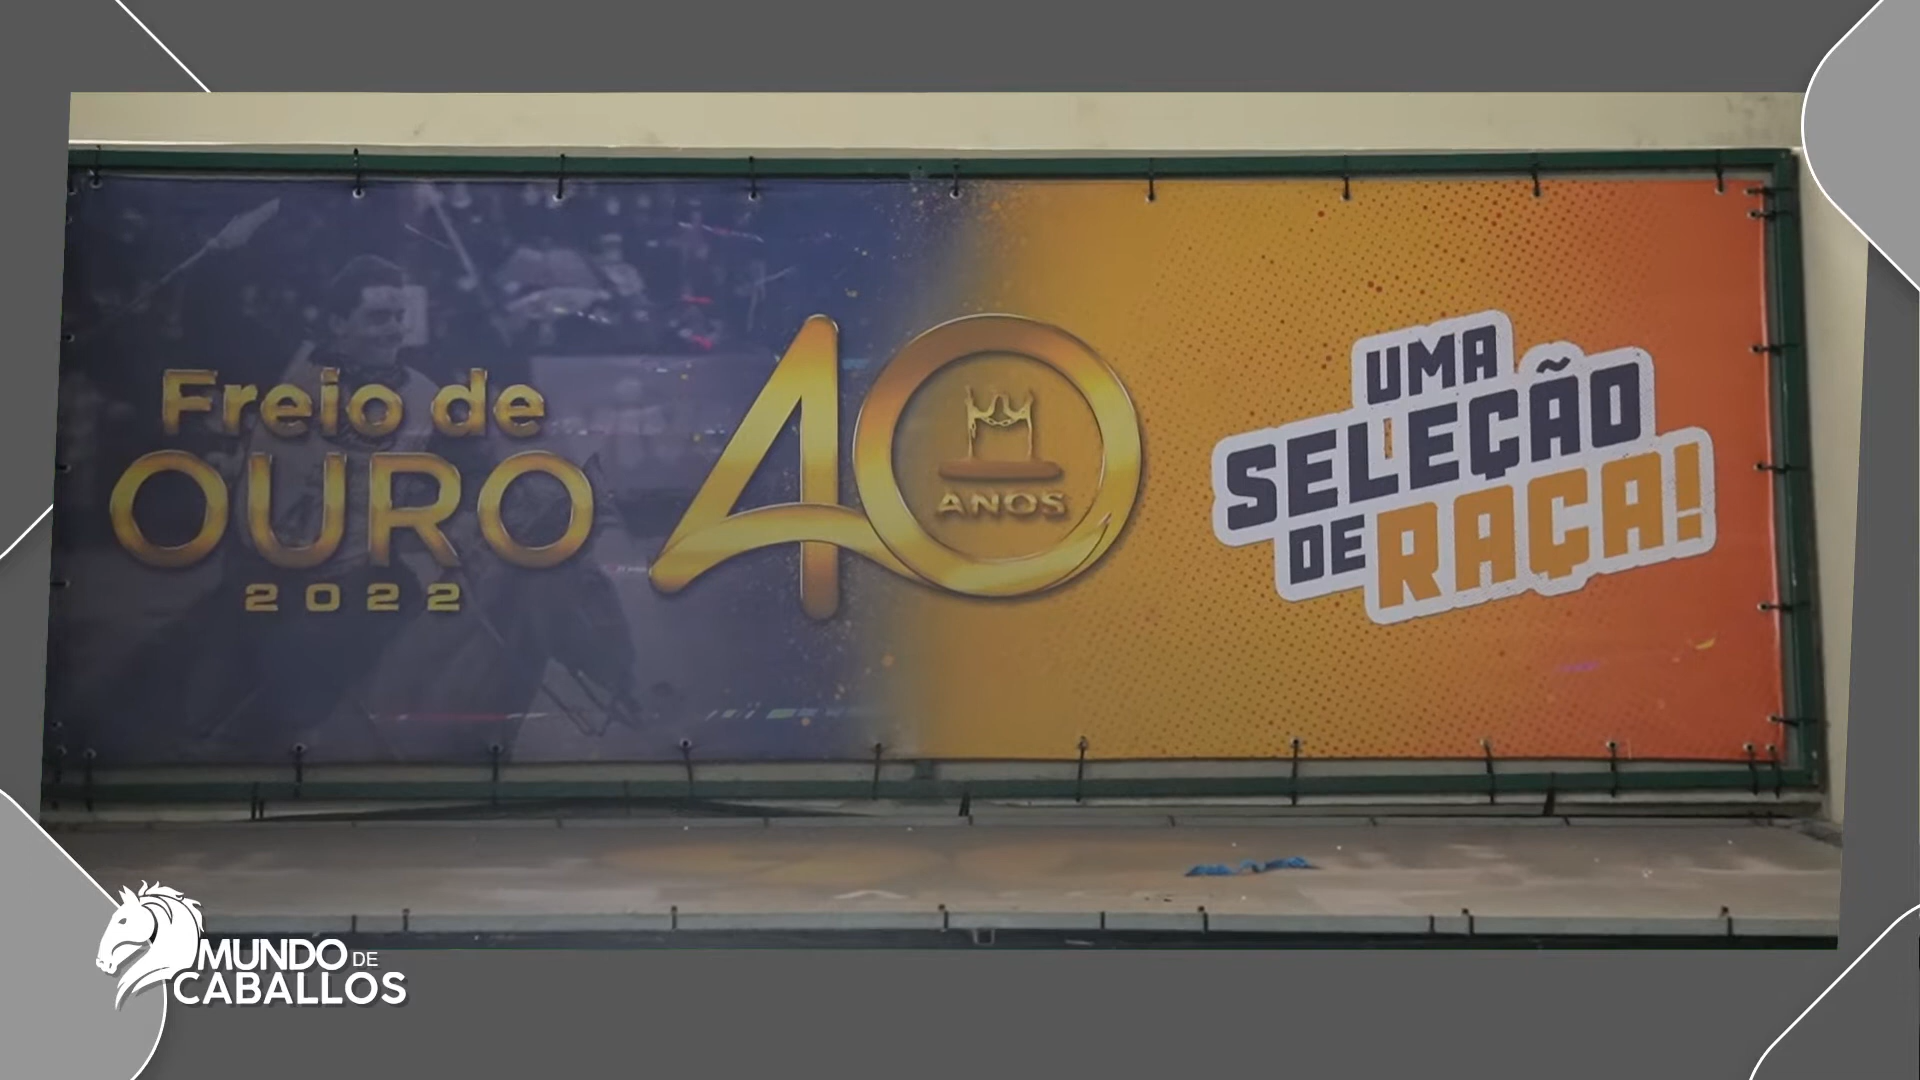 Freio de
OURO
2022
40
ANOS
UMA
SELEÇÃO
DE RAÇA!
MUNDO DE
CABALLOS